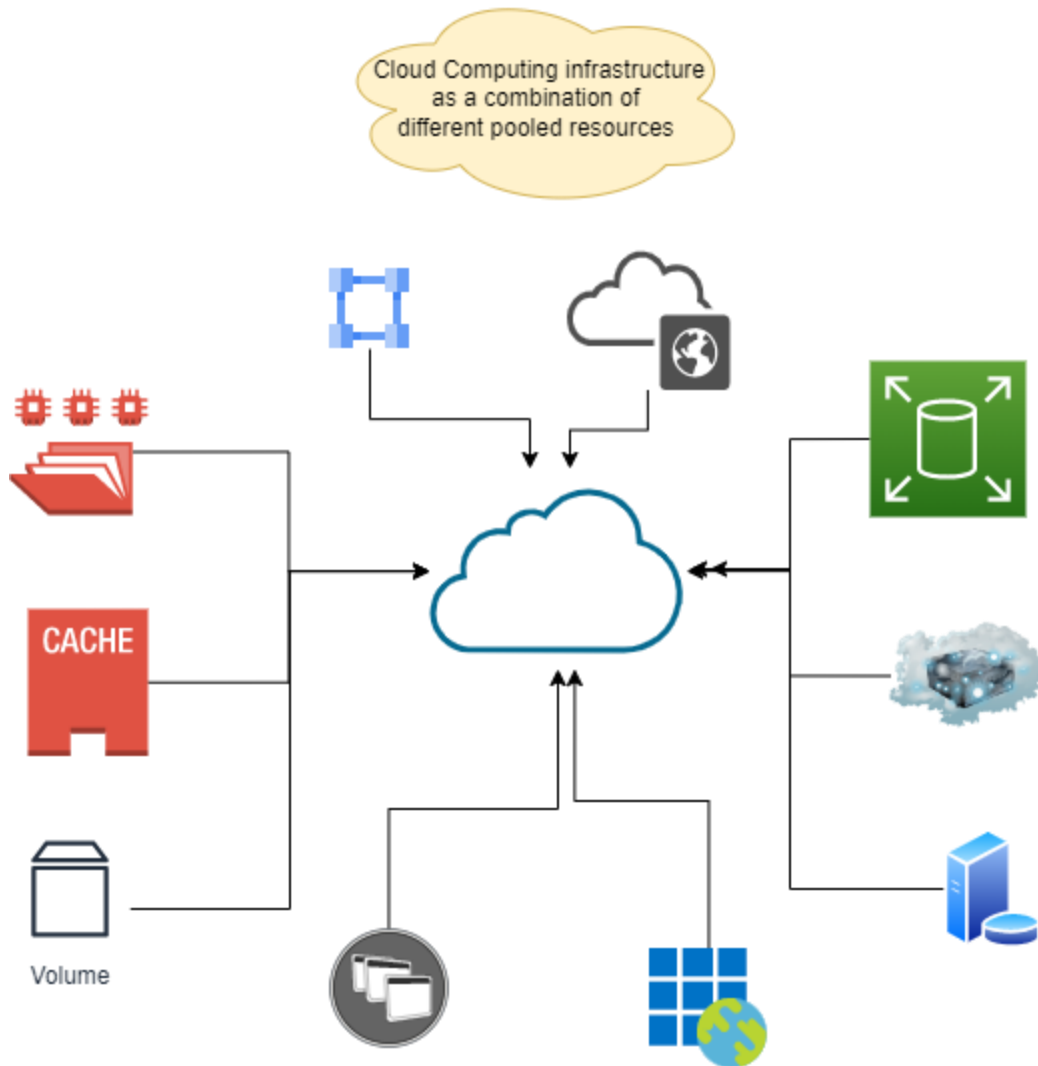 Cloud Computing infrastructure
as a combination of
different pooled resources
CACHE
Volume